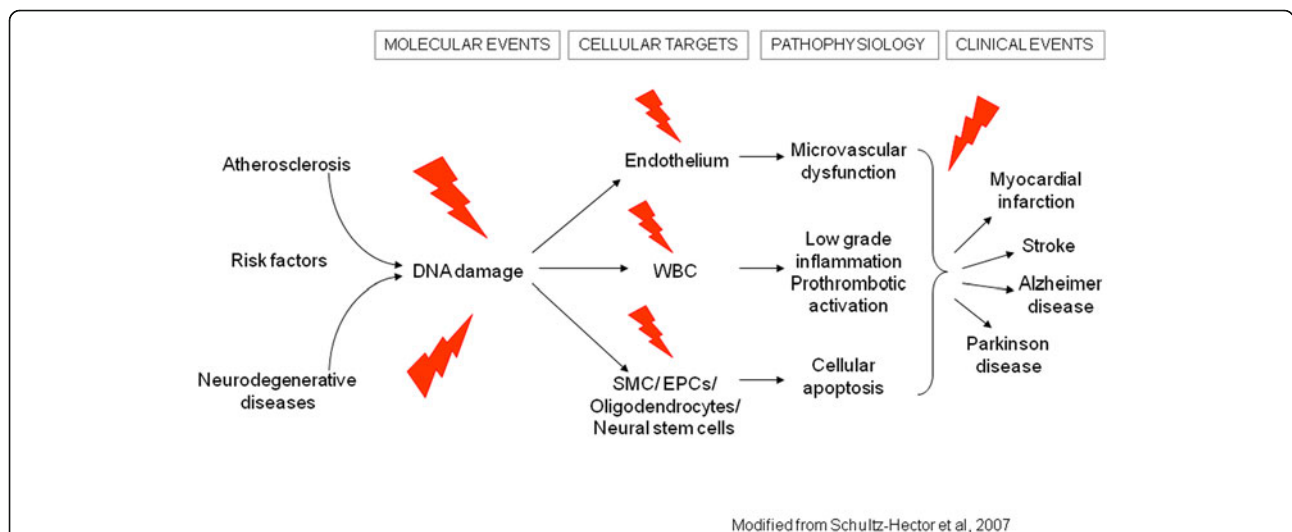 MOLECULAR EVENTS
CELLULAR TARGETS
PATHOPHYSIOLOGY
CLINICAL EVENTS
Atherosclerosis
Risk factors
Neurodegenerative
diseases
DNA damage
Endothelium
WBC
SMC/ EPCs/
Oligodendrocytes/
Neural stem cells
Microvascular
dysfunction
Low grade
inflammation
Prothrombotic
activation
Cellular
apoptosis
Myocardial
infarction
Stroke
Alzheimer
disease
Parkinson
disease
Modified from Schultz-Hector et al, 2007